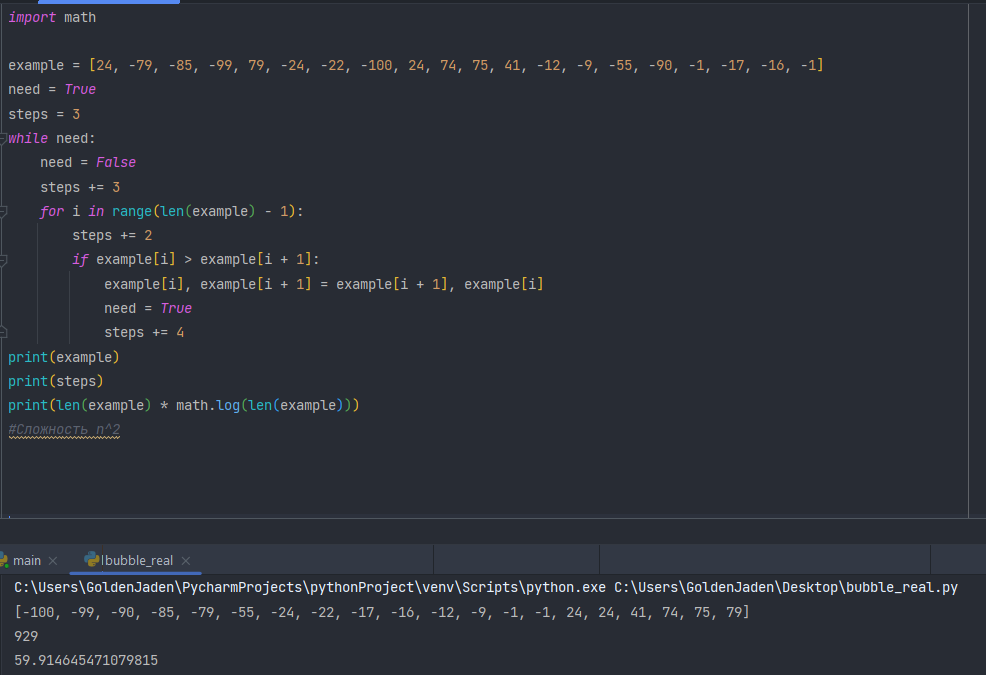 import math
example = [24, -79, -85, -99, 79, -24, -22, -100, 24, 74, 75, 41, -12, -9, -55, -90, -1, -17, -16, -1]
need = True
steps = 3
while need:
need = False
steps += 3
for i in range(len(example) - 1):
steps += 2
if example[i] > example[i + 1]:
example[i], example[i + 1] = example[i + 1], example[i]
need = True
steps += 4
print(example)
print(steps)
print(len(example) * math.log(len(example)))
#Сложность n^2
main
bubble_real
C:\Users\GoldenJaden\PycharmProjects\pythonProject\venv\Scripts\python.exe C:\Users\GoldenJaden\Desktop\bubble_real.py
[-100, -99, -90, -85, -79, -55, -24, -22, -17, -16, -12, -9, -1, -1, 24, 24, 41, 74, 75, 79]
929
59.914645471079815